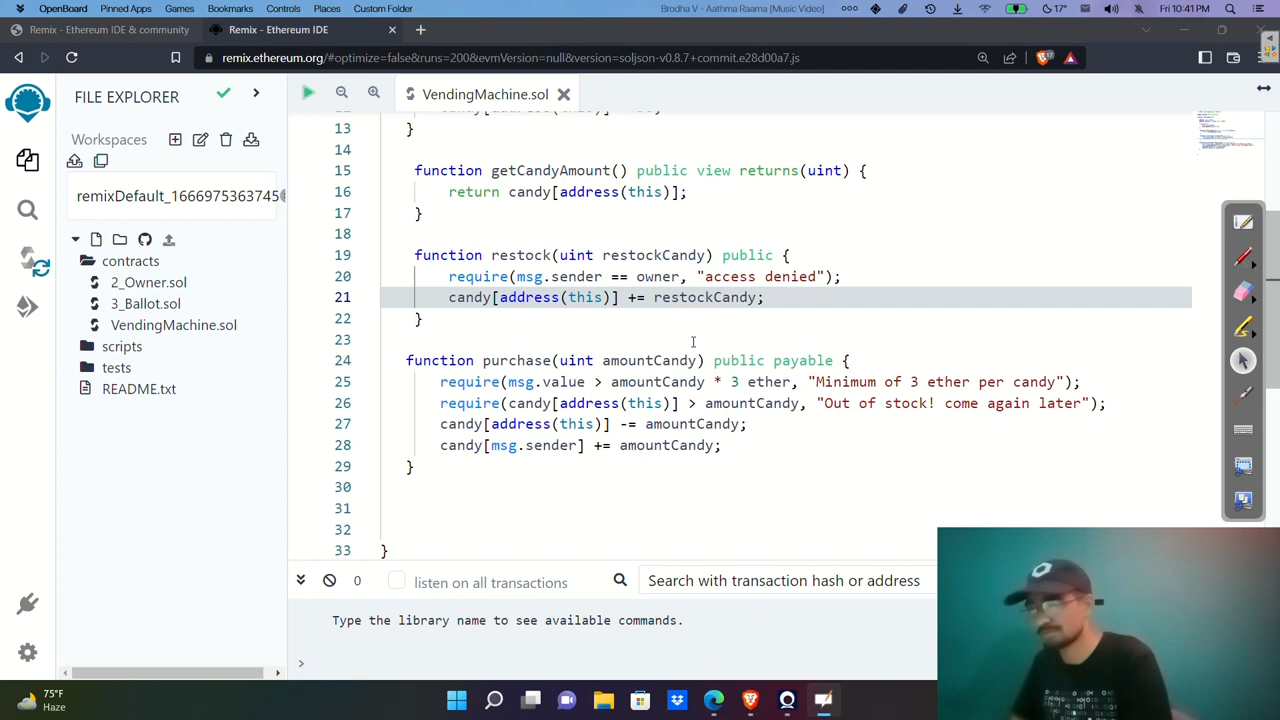 OpenBoard Pinned Apps Games Bookmarks Controls Places Custom Folder Brodha V - Aathma Raama [Music Video] 17° Fri, 10:41 PM
Remix - Ethereum IDE & community Remix - Ethereum IDE
remix.ethereum.org/#optimize=false&runs=200&evmVersion=null&version=soljson-v0.8.7+commit.e28d00a7.js
FILE EXPLORER
VendingMachine.sol
Workspaces
remixDefault_1666975363745
contracts
2_Owner.sol
3_Ballot.sol
VendingMachine.sol
scripts
tests
README.txt
13 }
14
15 function getCandyAmount() public view returns(uint) {
16 return candy[address(this)];
17 }
18
19 function restock(uint restockCandy) public {
20 require(msg.sender == owner, "access denied");
21 candy[address(this)] += restockCandy;
22 }
23
24 function purchase(uint amountCandy) public payable {
25 require(msg.value > amountCandy * 3 ether, "Minimum of 3 ether per candy");
26 require(candy[address(this)] > amountCandy, "Out of stock! come again later");
27 candy[address(this)] -= amountCandy;
28 candy[msg.sender] += amountCandy;
29 }
30
31
32
33 }
0 listen on all transactions Search with transaction hash or address
Type the library name to see available commands.
>
75°F
Haze